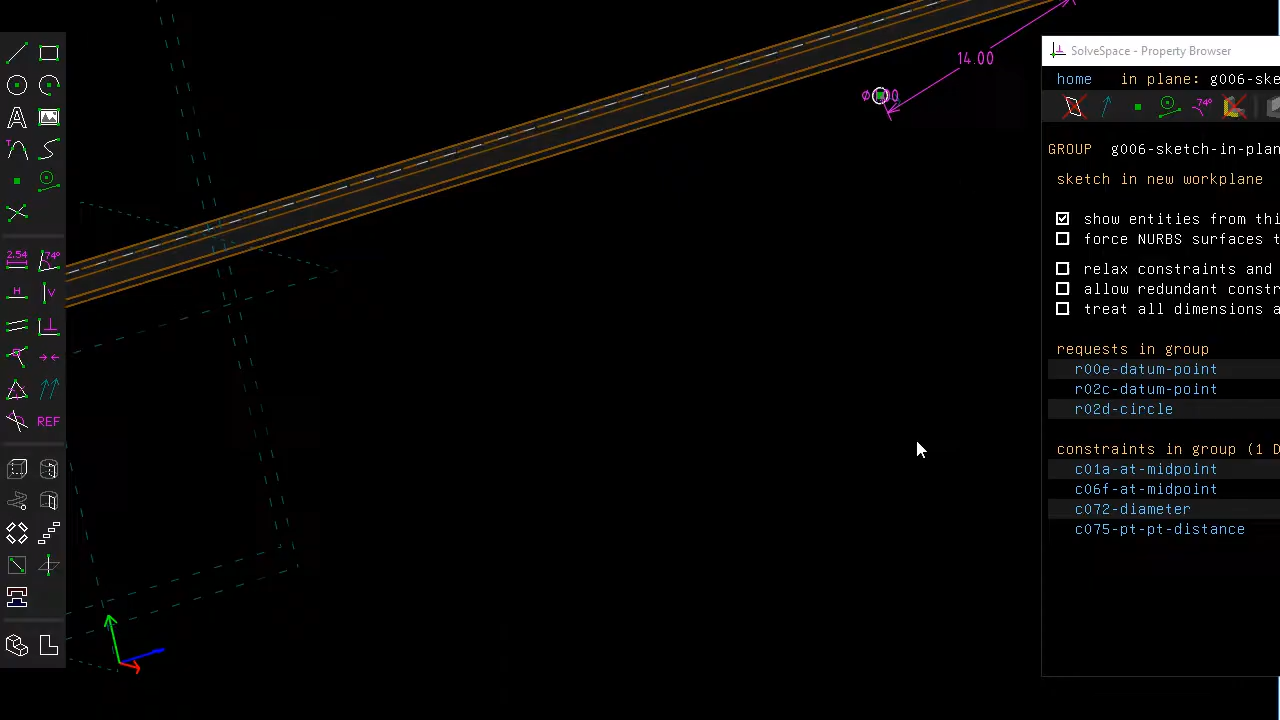 14.00
SolveSpace - Property Browser
home in plane: g006-ske
74°
GROUP g006-sketch-in-plan
sketch in new workplane
show entities from thi
force NURBS surfaces t
relax constraints and
allow redundant constr
treat all dimensions a
requests in group
r00e-datum-point
r02c-datum-point
r02d-circle
constraints in group (1 D
c01a-at-midpoint
c06f-at-midpoint
c072-diameter
c075-pt-pt-distance
A
T
2.54 74°
H V
REF